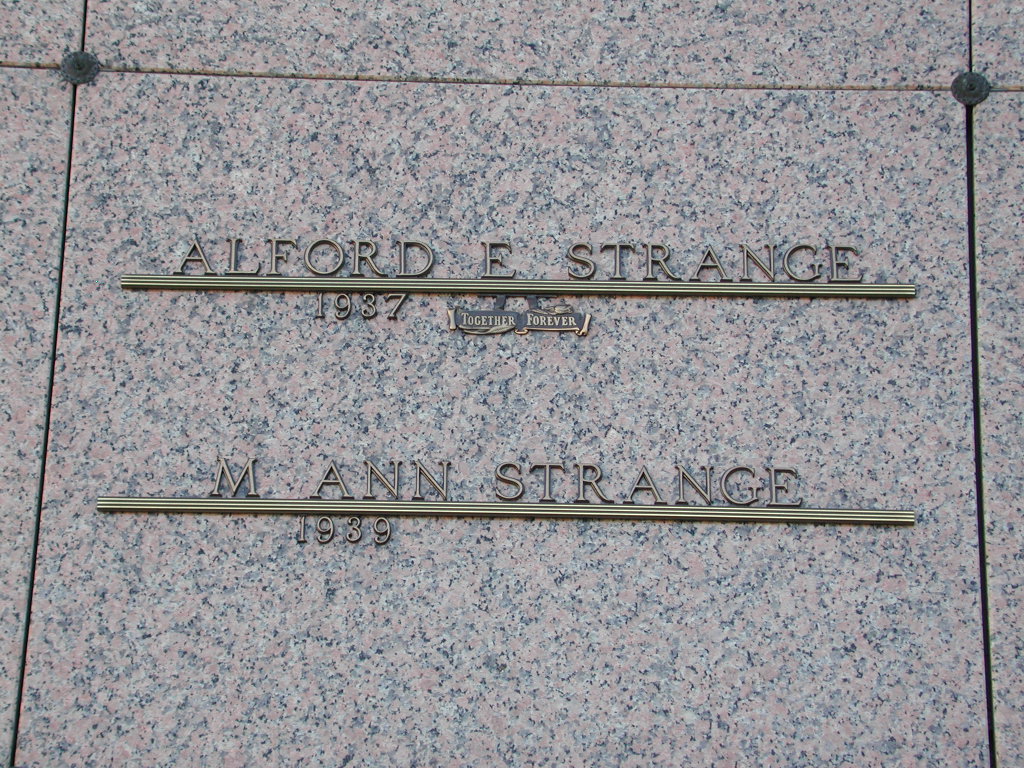 ALFORD E STRANGE
1937
TOGETHER FOREVER
M ANN STRANGE
1939